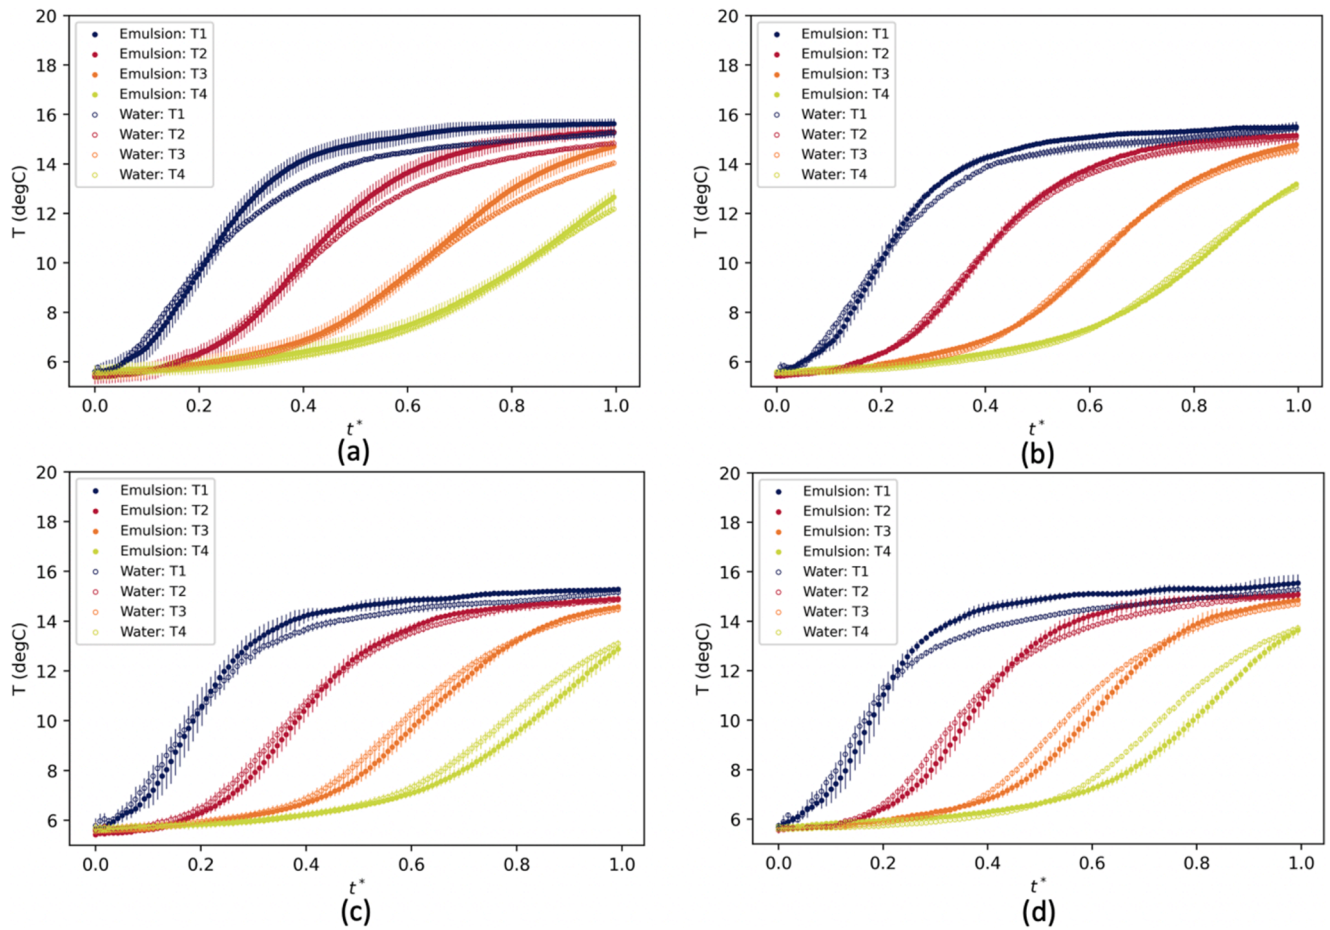 20
18
16
14
12
10
8
6
T (degC)
Emulsion: T1
Emulsion: T2
Emulsion: T3
Emulsion: T4
Water: T1
Water: T2
Water: T3
Water: T4
0.0 0.2 0.4 0.6 0.8 1.0
t*
(a)
20
18
16
14
12
10
8
6
T (degC)
Emulsion: T1
Emulsion: T2
Emulsion: T3
Emulsion: T4
Water: T1
Water: T2
Water: T3
Water: T4
0.0 0.2 0.4 0.6 0.8 1.0
t*
(b)
20
18
16
14
12
10
8
6
T (degC)
Emulsion: T1
Emulsion: T2
Emulsion: T3
Emulsion: T4
Water: T1
Water: T2
Water: T3
Water: T4
0.0 0.2 0.4 0.6 0.8 1.0
t*
(c)
20
18
16
14
12
10
8
6
T (degC)
Emulsion: T1
Emulsion: T2
Emulsion: T3
Emulsion: T4
Water: T1
Water: T2
Water: T3
Water: T4
0.0 0.2 0.4 0.6 0.8 1.0
t*
(d)